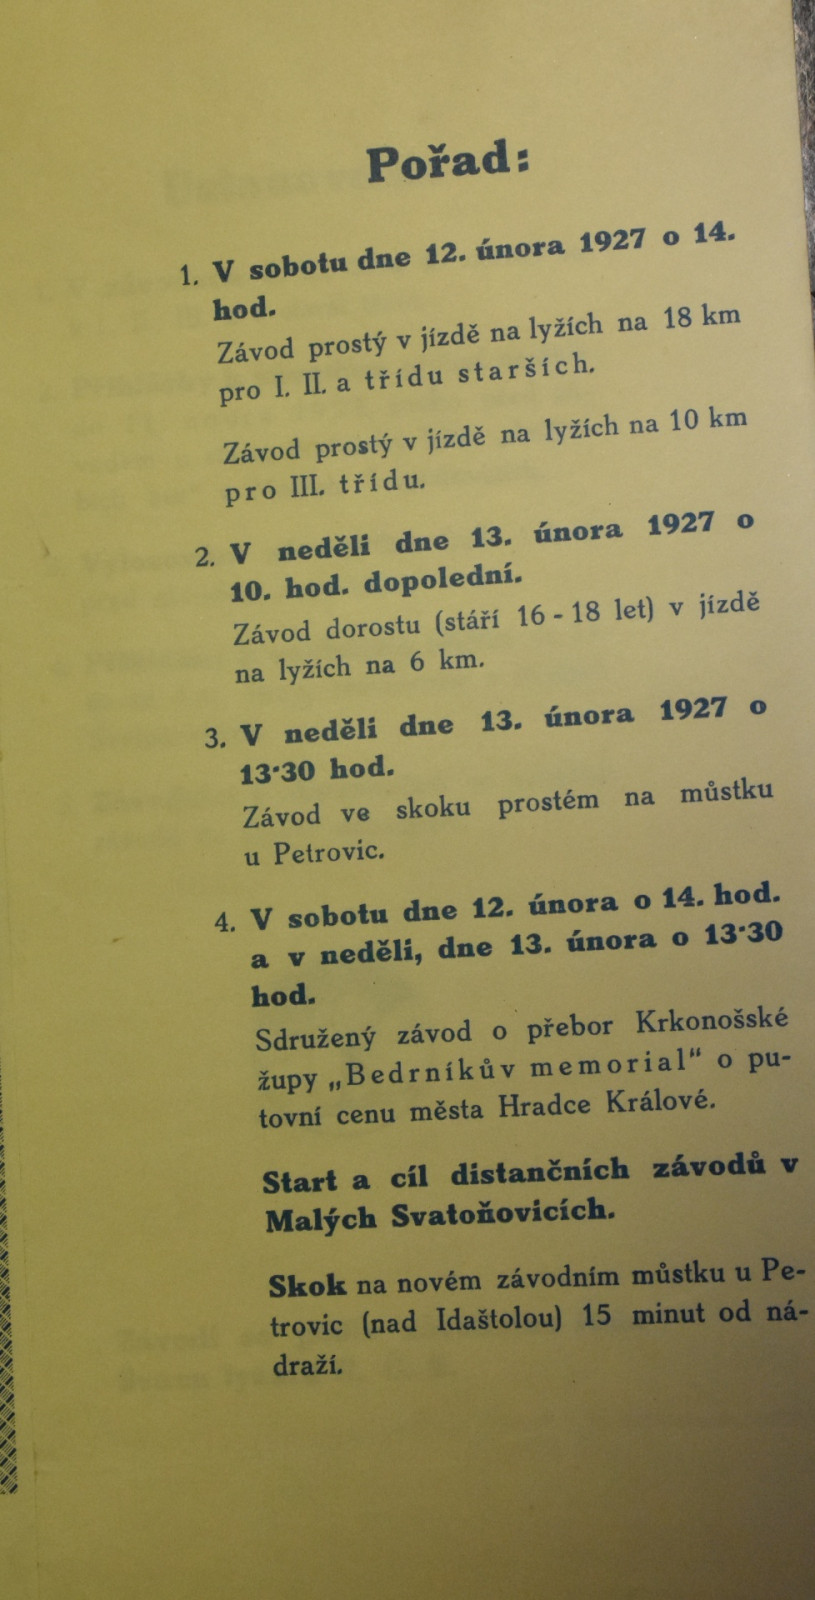 Pořad:
1. V sobotu dne 12. února 1927 o 14.
hod.
Závod prostý v jízdě na lyžích na 18 km
pro I. II. a třídu starších.
Závod prostý v jízdě na lyžích na 10 km
pro III. třídu.
2. V neděli dne 13. února 1927 o
10. hod. dopolední.
Závod dorostu (stáří 16 - 18 let) v jízdě
na lyžích na 6 km.
3. V neděli dne 13. února 1927 o
13·30 hod.
Závod ve skoku prostém na můstku
u Petrovic.
4. V sobotu dne 12. února o 14. hod.
a v neděli, dne 13. února o 13·30
hod.
Sdružený závod o přebor Krkonošské
župy „Bedrníkův memorial“ o pu-
tovní cenu města Hradce Králové.
Start a cíl distančních závodů v
Malých Svatoňovicích.
Skok na novém závodním můstku u Pe-
trovic (nad Idaštolou) 15 minut od ná-
draží.